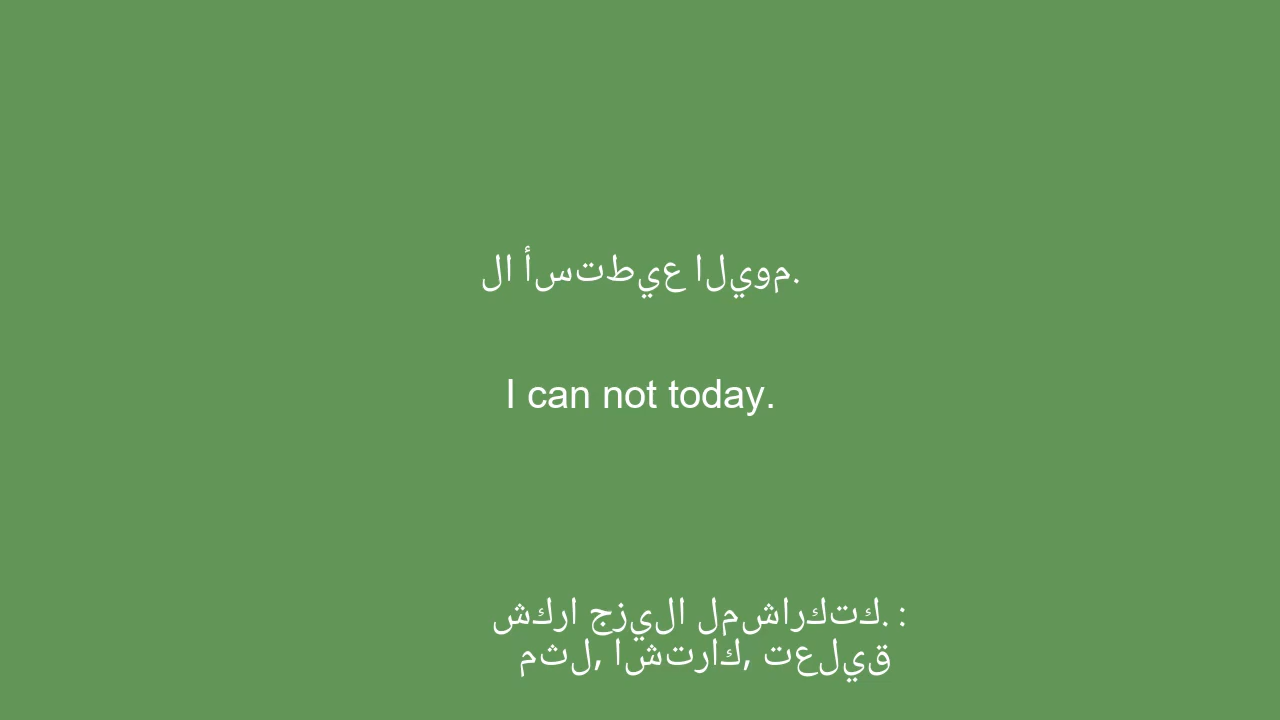 لا أستطيع اليوم.
I can not today.
شكرا جزيلا لمشاركتك. :
مثل, اشتراك, تعليق